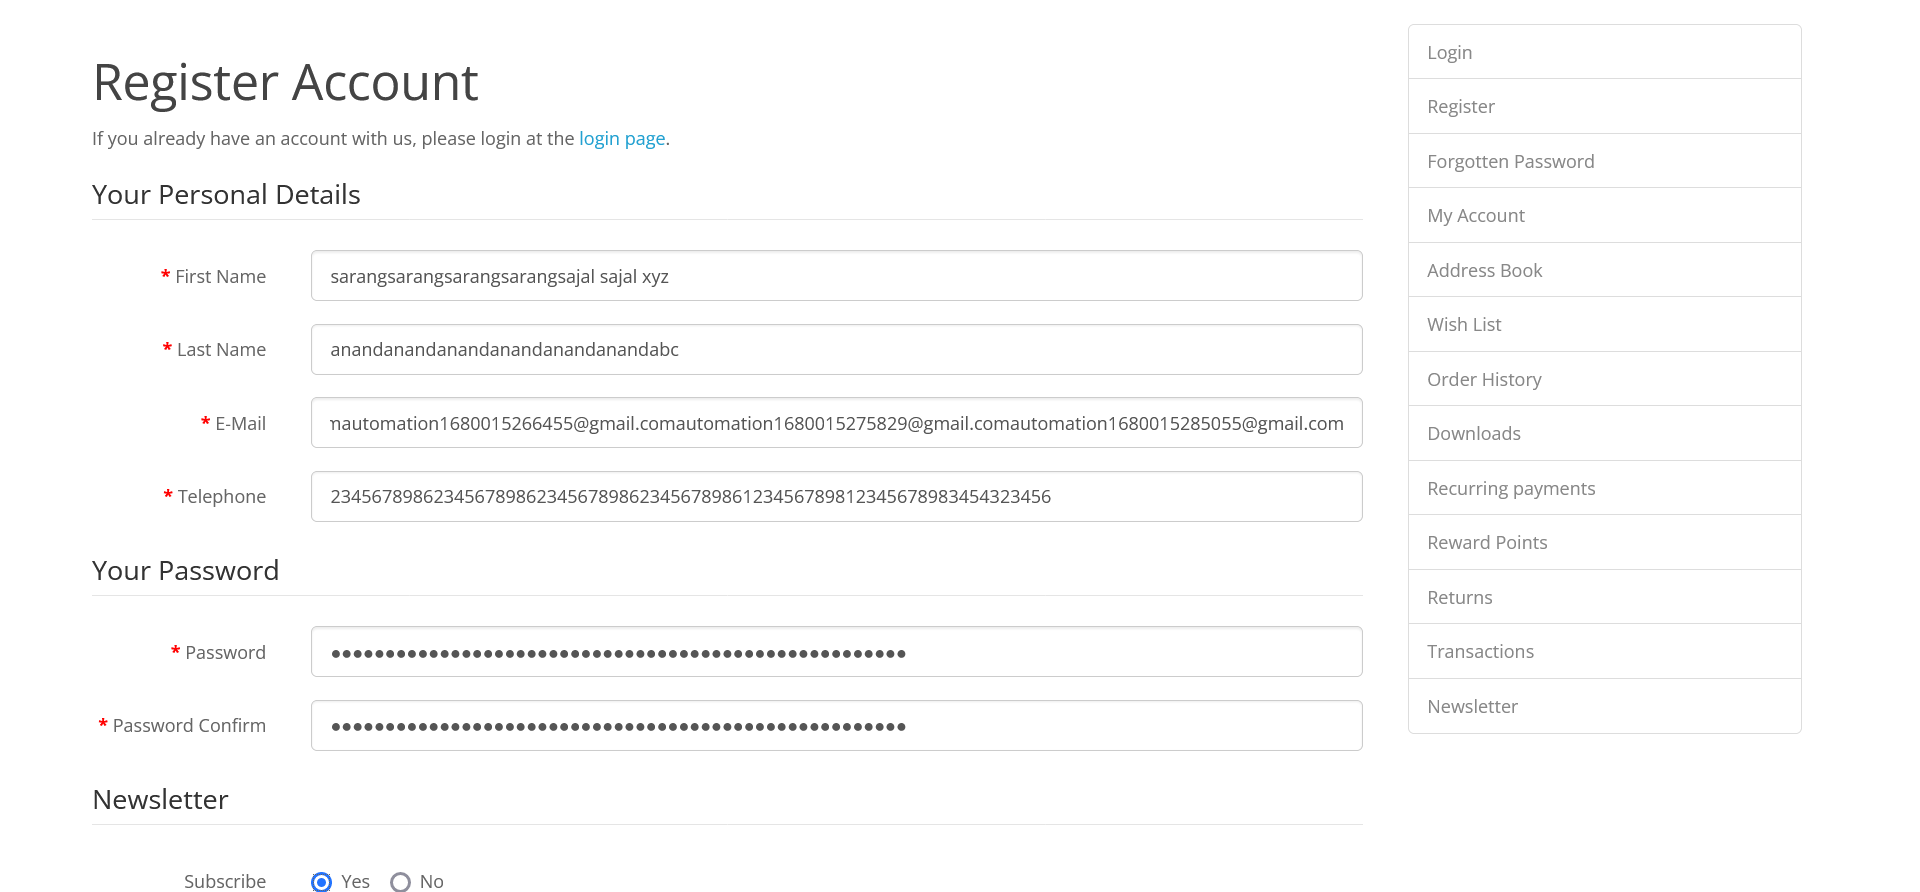 Register Account
If you already have an account with us, please login at the login page.
Your Personal Details
* First Name
sarangsarangsarangsarangsajal sajal xyz
* Last Name
anandanandanandanandanandanandabc
* E-Mail
mautomation1680015266455@gmail.comautomation1680015275829@gmail.comautomation1680015285055@gmail.com
* Telephone
2345678986234567898623456789862345678986123456789812345678983454323456
Your Password
* Password
* Password Confirm
Newsletter
Subscribe Yes No
Login
Register
Forgotten Password
My Account
Address Book
Wish List
Order History
Downloads
Recurring payments
Reward Points
Returns
Transactions
Newsletter